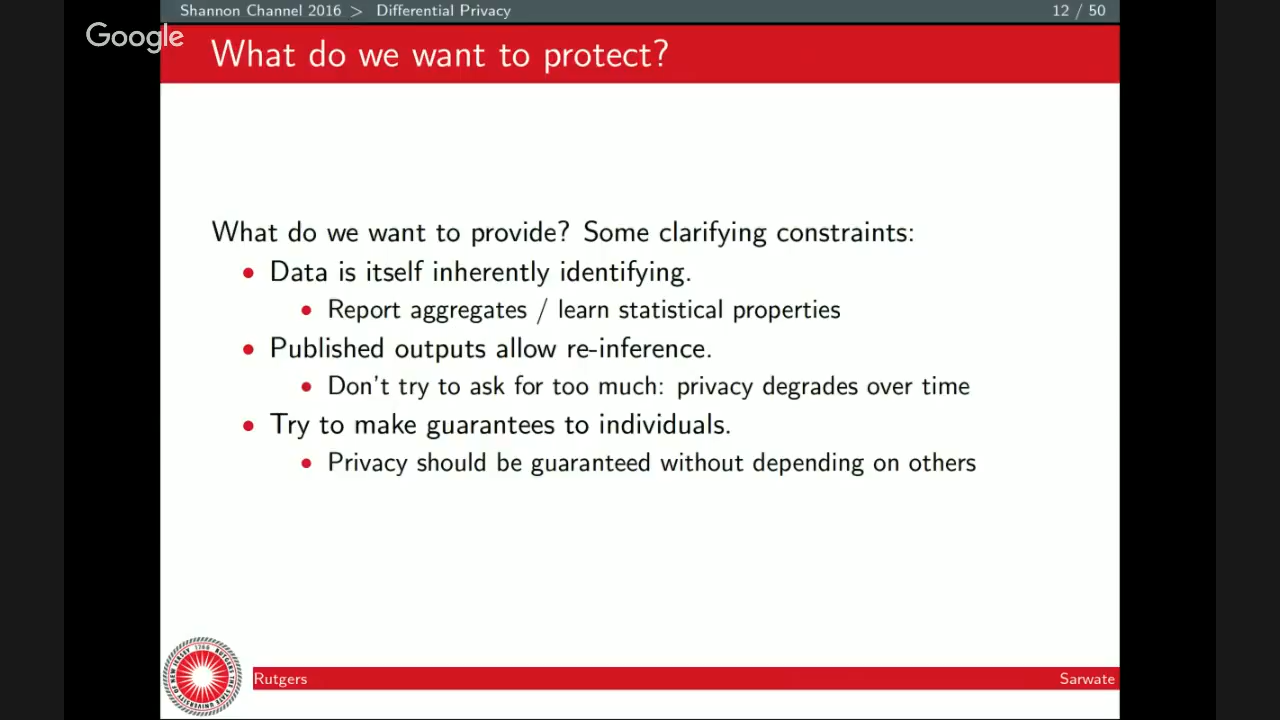 Shannon Channel 2016 > Differential Privacy 12 / 50
Google
What do we want to protect?
What do we want to provide? Some clarifying constraints:
• Data is itself inherently identifying.
• Report aggregates / learn statistical properties
• Published outputs allow re-inference.
• Don't try to ask for too much: privacy degrades over time
• Try to make guarantees to individuals.
• Privacy should be guaranteed without depending on others
Rutgers Sarwate